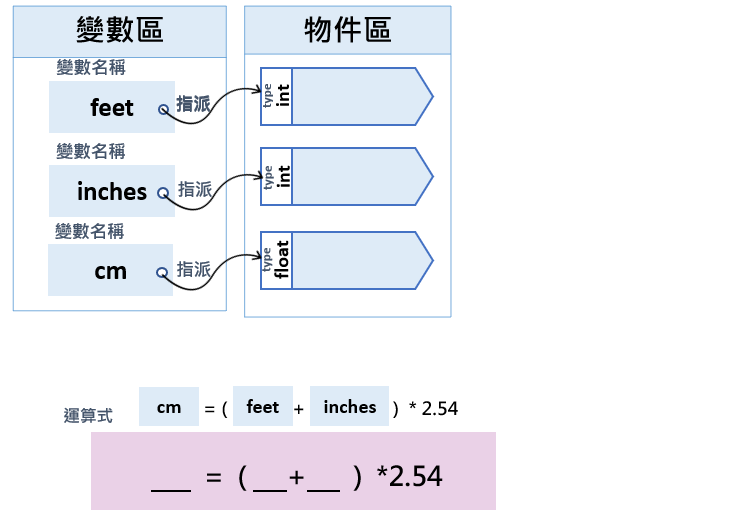 變數區
物件區
變數名稱
feet
指派
type
int
變數名稱
inches
指派
type
int
變數名稱
cm
指派
type
float
運算式 cm = ( feet + inches ) * 2.54
___ = ( ___+___ ) *2.54